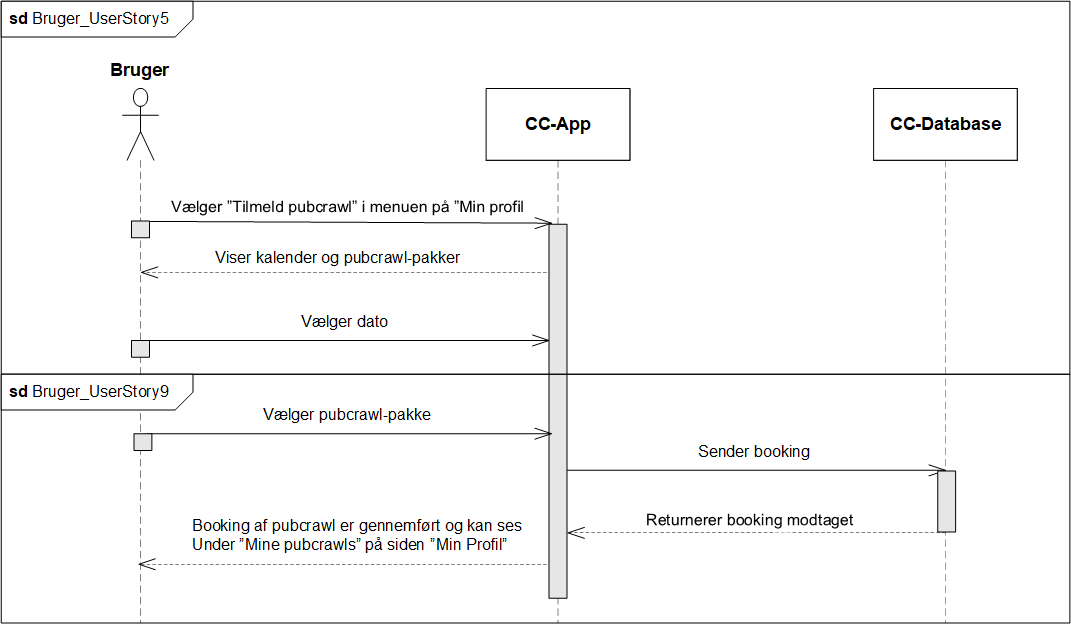 sd Bruger_UserStory5
Bruger
CC-App
CC-Database
Vælger ”Tilmeld pubcrawl” i menuen på ”Min profil
Viser kalender og pubcrawl-pakker
Vælger dato
sd Bruger_UserStory9
Vælger pubcrawl-pakke
Sender booking
Returnerer booking modtaget
Booking af pubcrawl er gennemført og kan ses
Under ”Mine pubcrawls” på siden ”Min Profil”